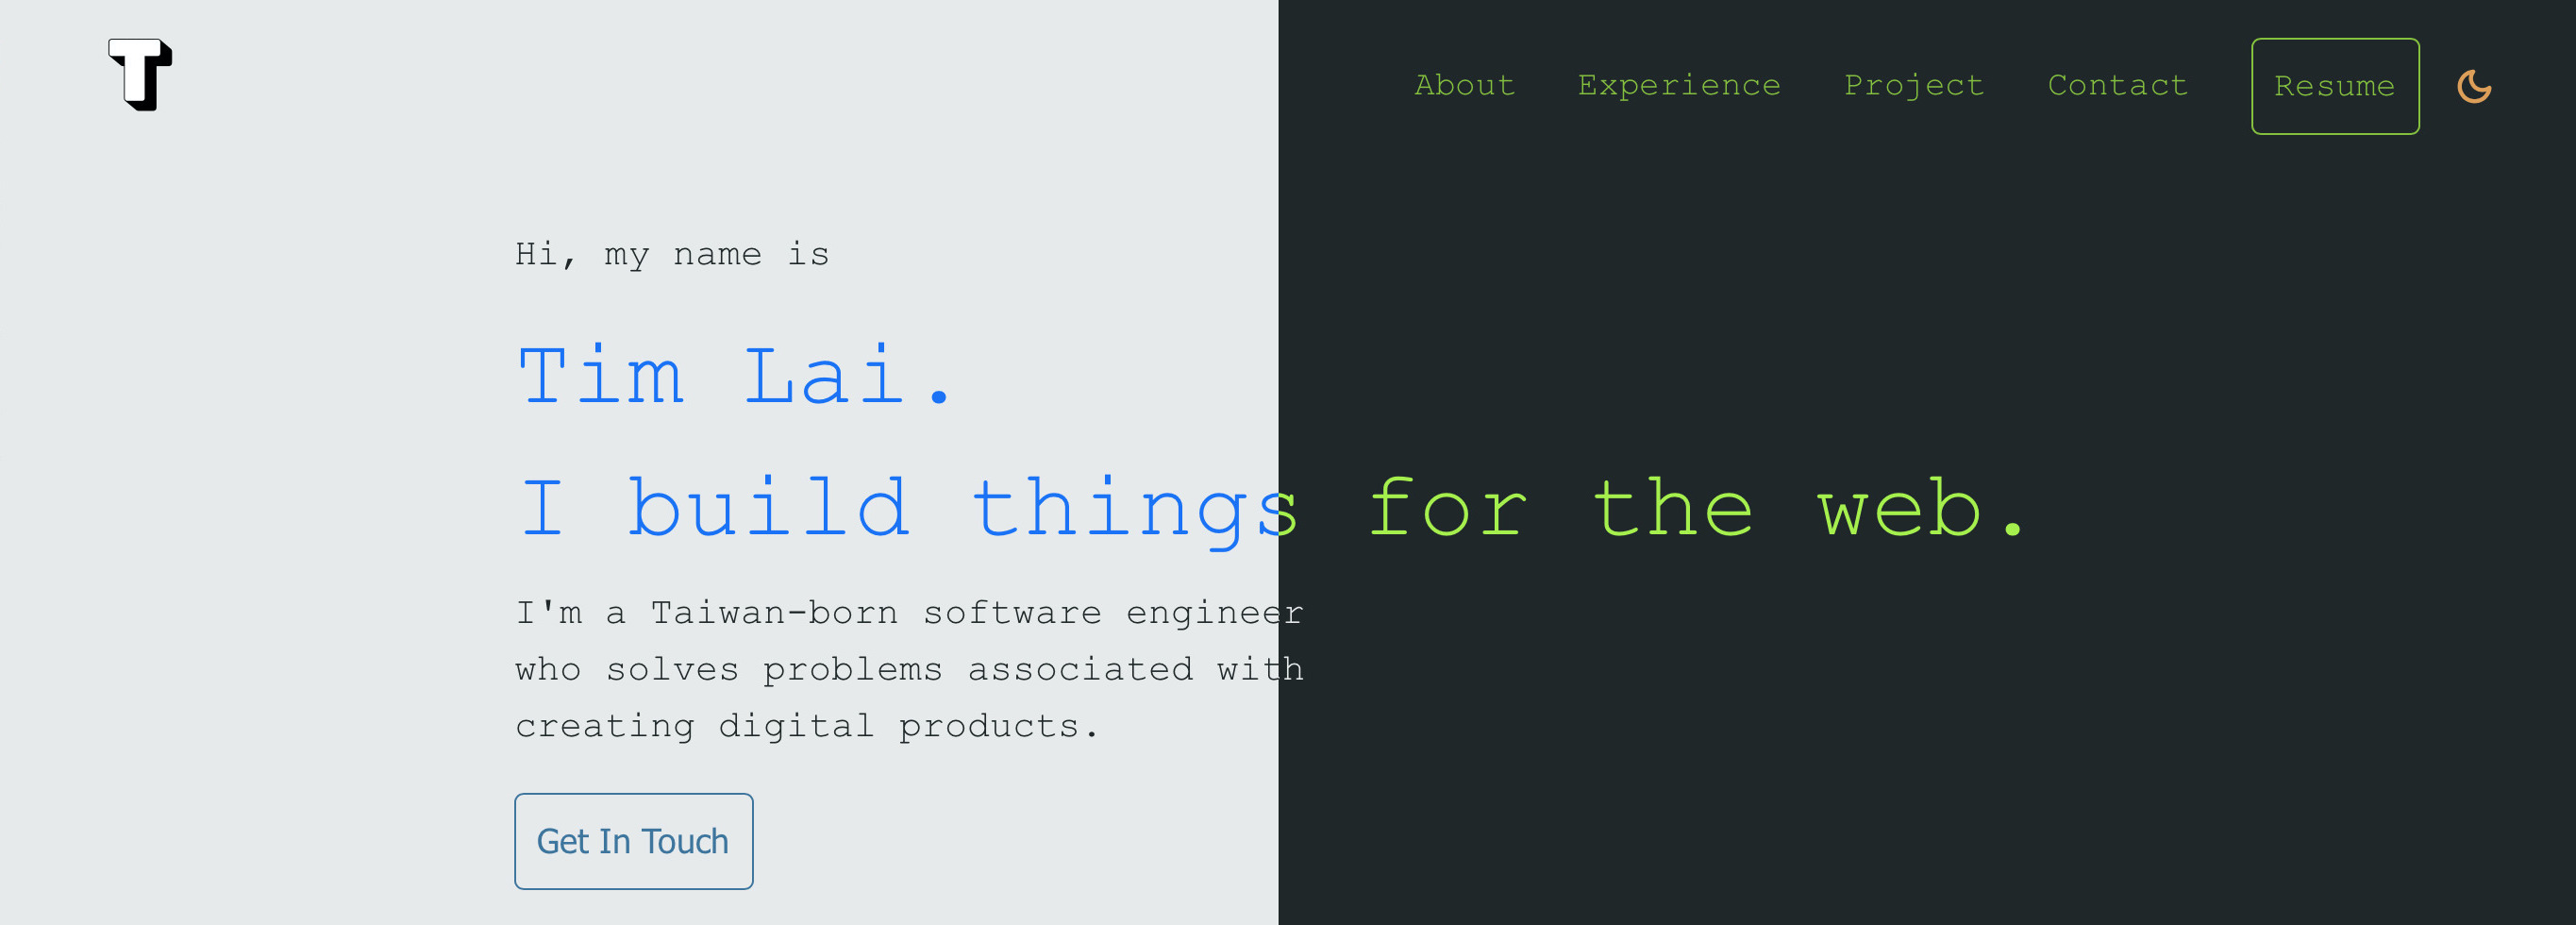 T
About Experience Project Contact Resume
Hi, my name is
Tim Lai.
I build things for the web.
I'm a Taiwan-born software engineer
who solves problems associated with
creating digital products.
Get In Touch